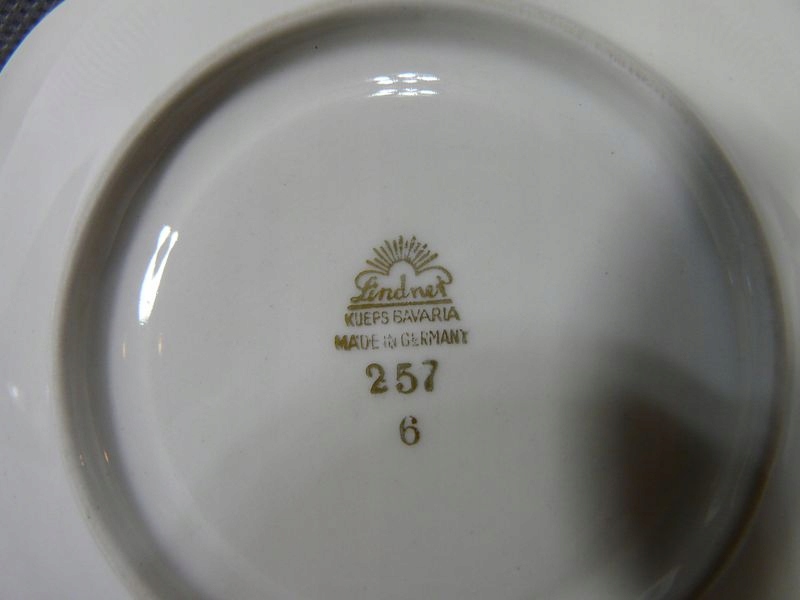 Lindner
KUEPS BAVARIA
MADE IN GERMANY
257
6